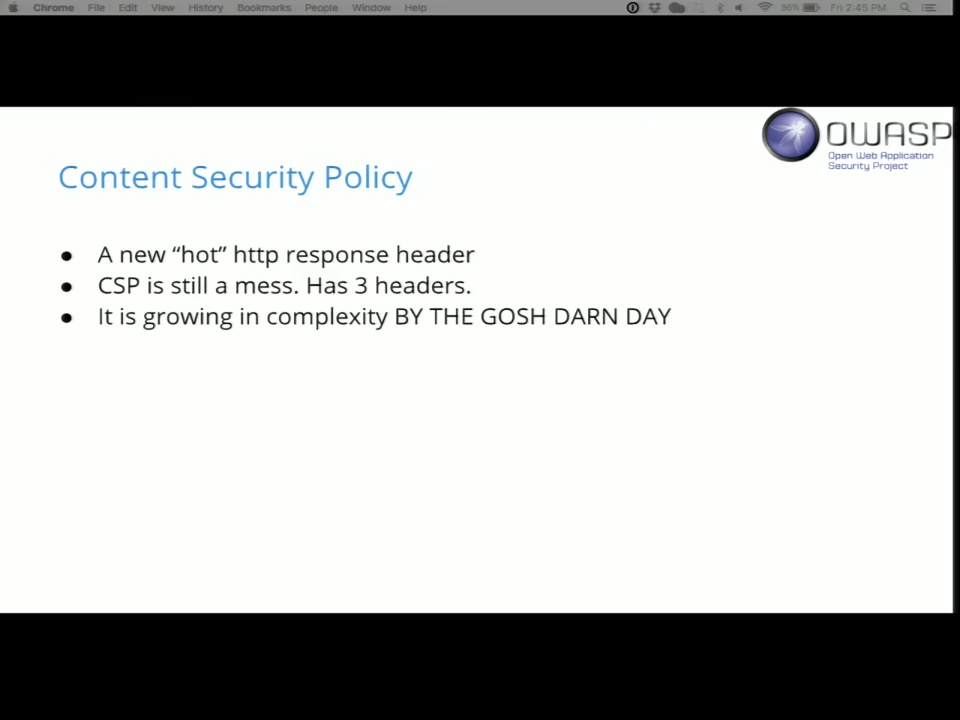 Chrome File Edit View History Bookmarks People Window Help 86% Fri 2:45 PM
OWASP
Open Web Application
Security Project
Content Security Policy
● A new “hot” http response header
● CSP is still a mess. Has 3 headers.
● It is growing in complexity BY THE GOSH DARN DAY